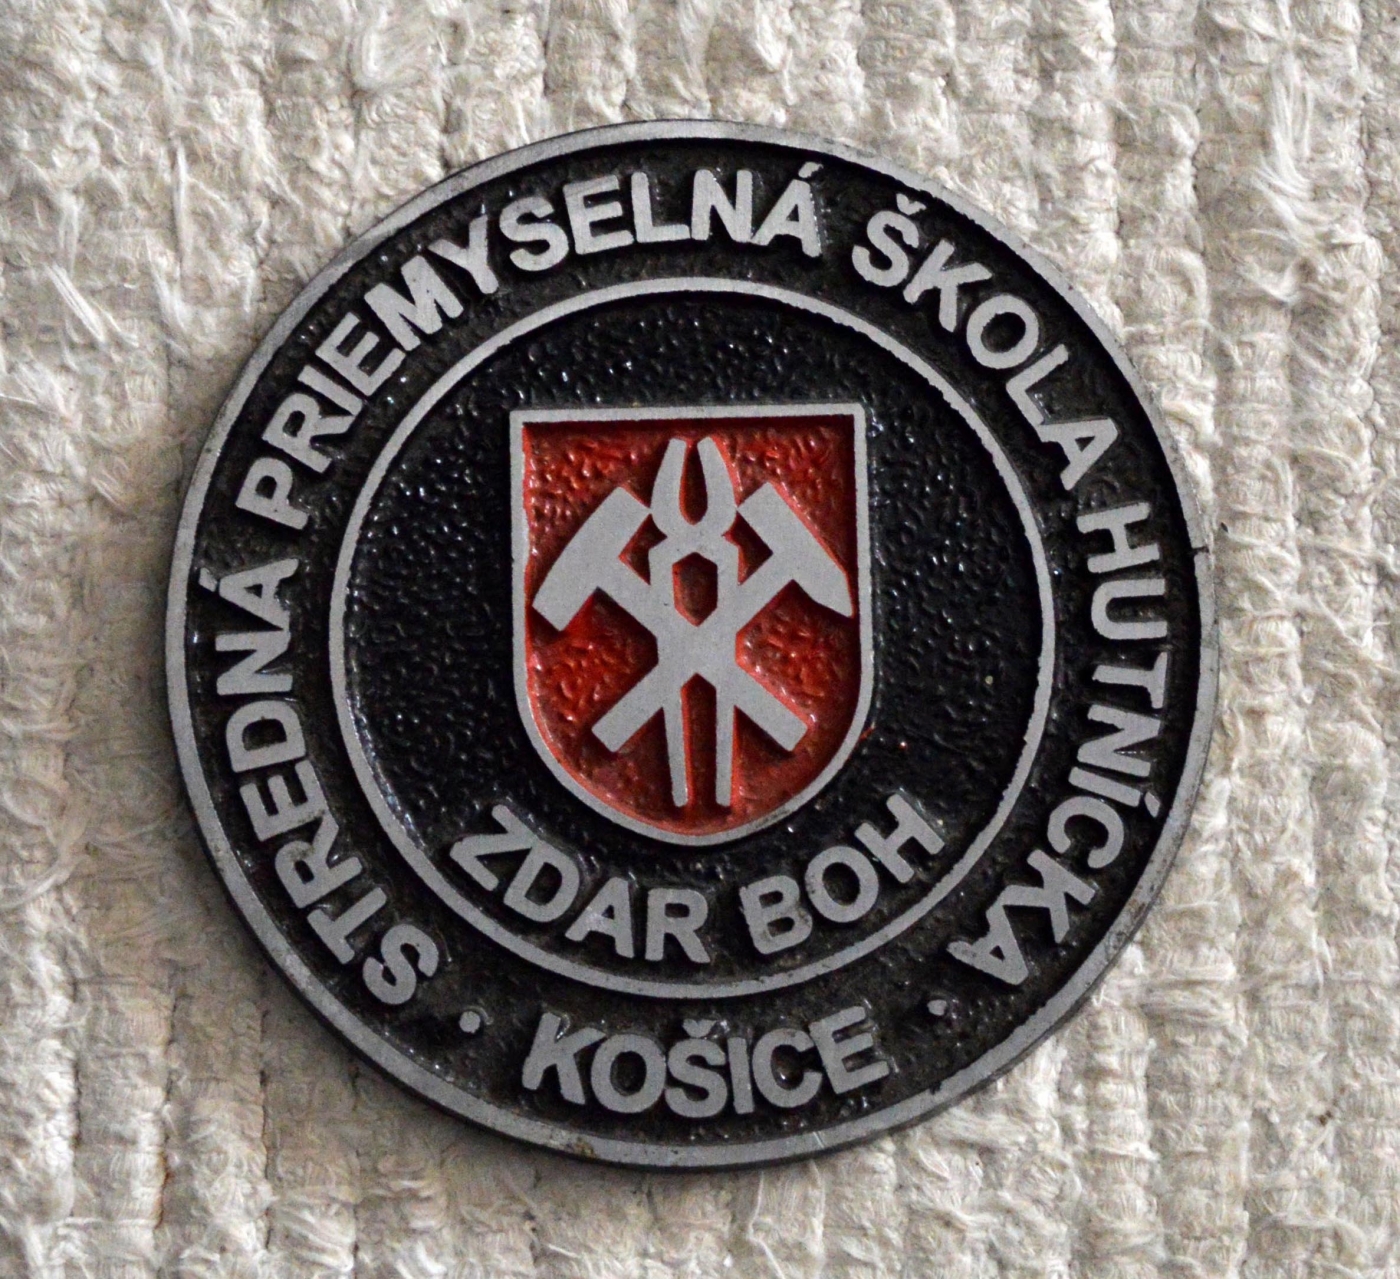 STREDNÁ PRIEMYSELNÁ ŠKOLA HUTNÍCKA
ZDAR BOH
· KOŠICE ·